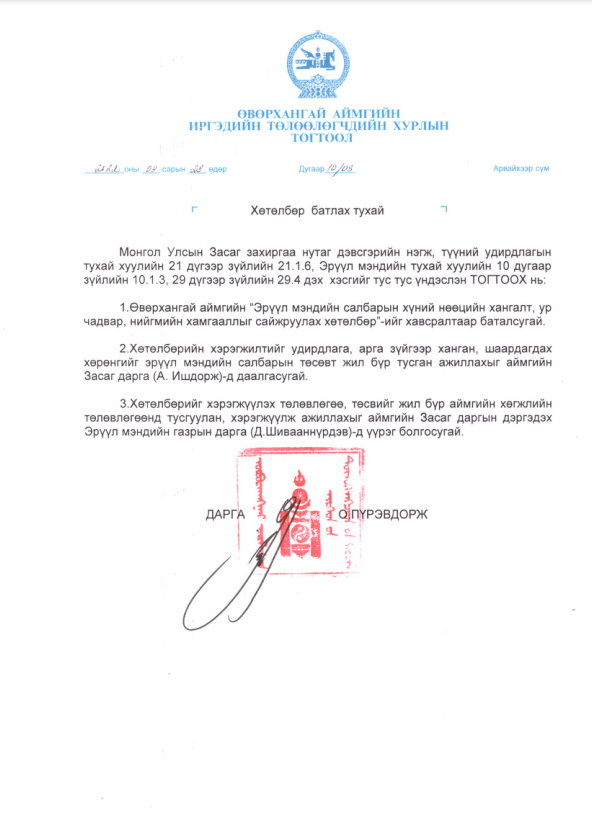 ӨВӨРХАНГАЙ АЙМГИЙН
ИРГЭДИЙН ТӨЛӨӨЛӨГЧДИЙН ХУРЛЫН
ТОГТООЛ
оны 09 сарын өдөр Дугаар 10/03 Арвайхээр сум
Хөтөлбөр батлах тухай
Монгол Улсын Засаг захиргаа нутаг дэвсгэрийн нэгж, түүний удирдлагын
тухай хуулийн 21 дүгээр зүйлийн 21.1.6, Эрүүл мэндийн тухай хуулийн 10 дугаар
зүйлийн 10.1.3, 29 дүгээр зүйлийн 29.4 дэх хэсгийг тус тус үндэслэн ТОГТООХ нь:
1.Өвөрхангай аймгийн "Эрүүл мэндийн салбарын хүний нөөцийн хангалт, ур
чадвар, нийгмийн хамгааллыг сайжруулах хөтөлбөр"-ийг хавсралтаар баталсугай.
2.Хөтөлбөрийн хэрэгжилтийг удирдлага, арга зүйгээр ханган, шаардагдах
хөрөнгийг эрүүл мэндийн салбарын төсөвт жил бүр тусган ажиллахыг аймгийн
Засаг дарга (А. Ишдорж)-д даалгасугай.
3.Хөтөлбөрийг хэрэгжүүлэх төлөвлөгөө, төсвийг жил бүр аймгийн хөгжлийн
төлөвлөгөөнд тусгуулан, хэрэгжүүлж ажиллахыг аймгийн Засаг даргын дэргэдэх
Эрүүл мэндийн газрын дарга (Д.Шивааннүрдэв)-д үүрэг болгосугай.
ДАРГА О.ПҮРЭВДОРЖ